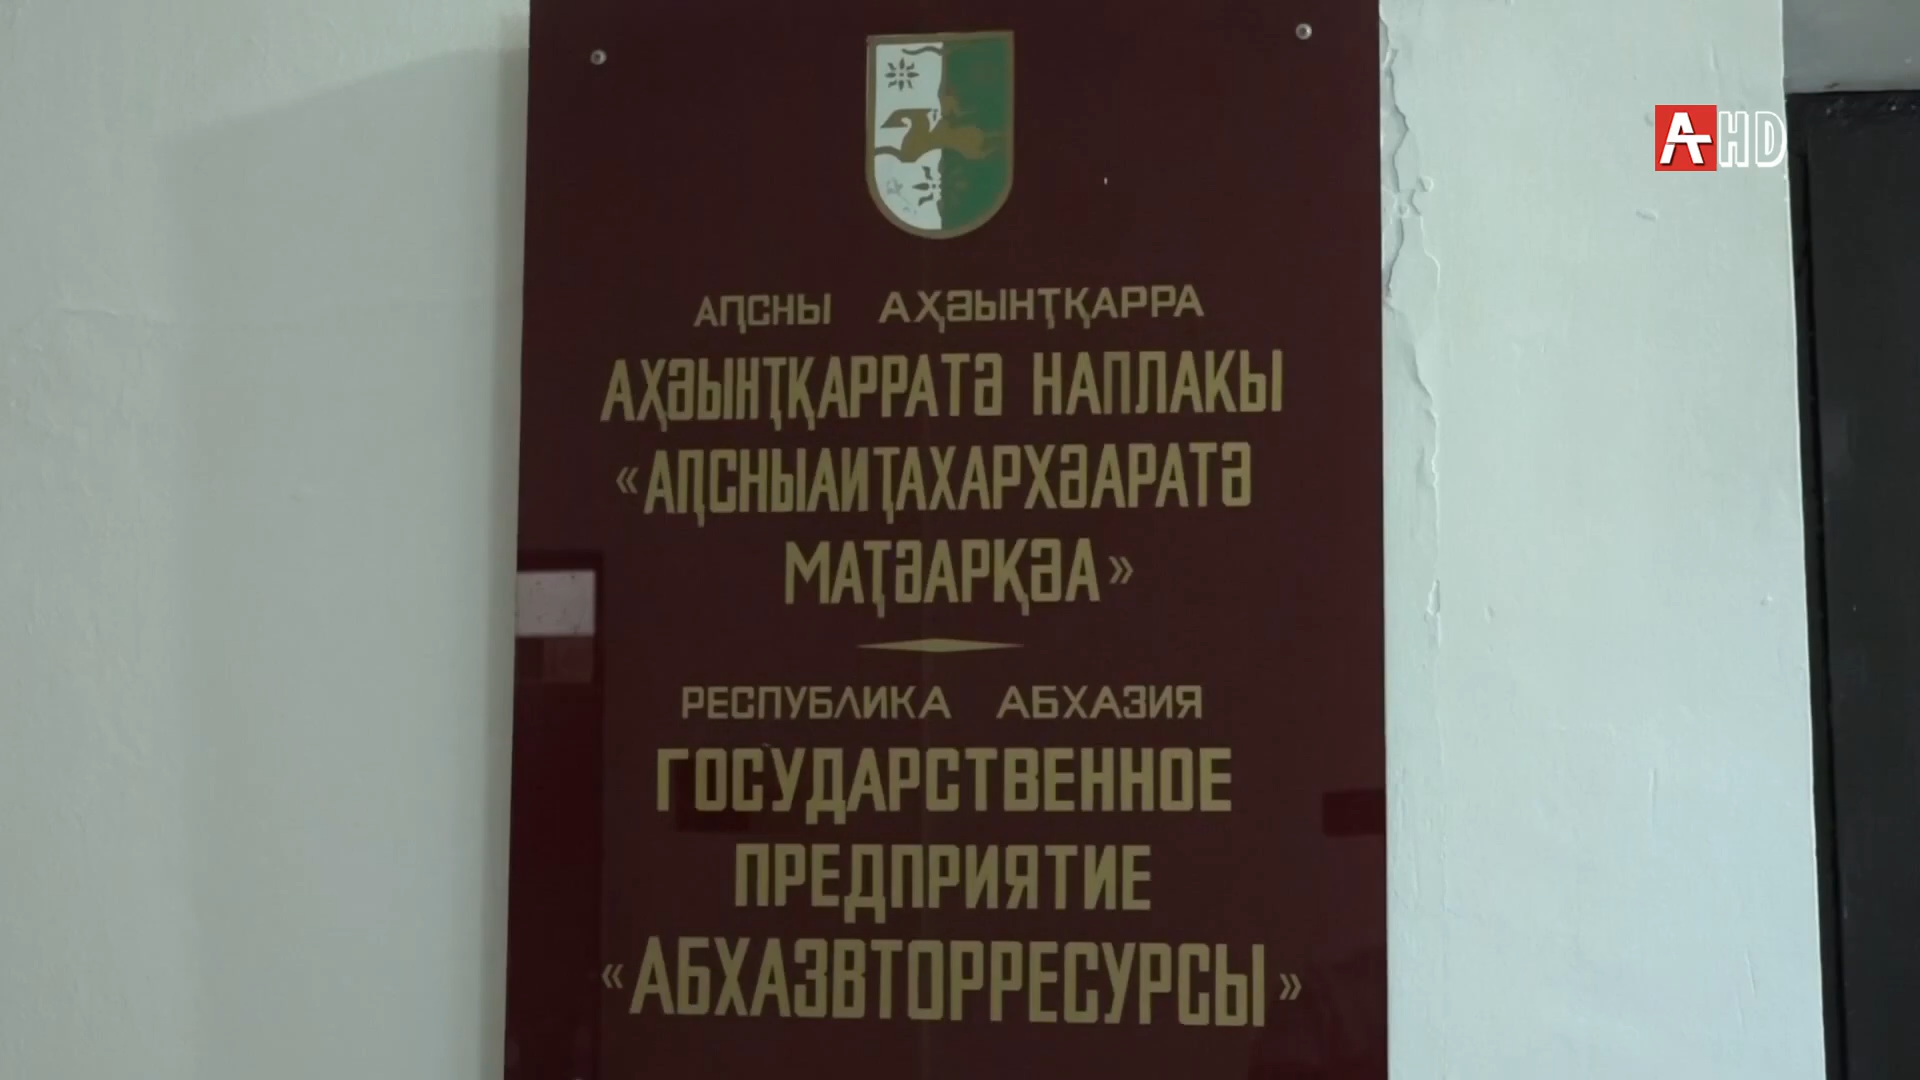 AHD
АԤСНЫ АҲӘЫНҬҚАРРА
АҲӘЫНҬҚАРРАТӘ НАПЛАКЫ
«АԤСНЫАИҬАХАРХӘАРАТӘ
МАҬӘАРҚӘА»
РЕСПУБЛИКА АБХАЗИЯ
ГОСУДАРСТВЕННОЕ
ПРЕДПРИЯТИЕ
«АБХАЗВТОРРЕСУРСЫ»